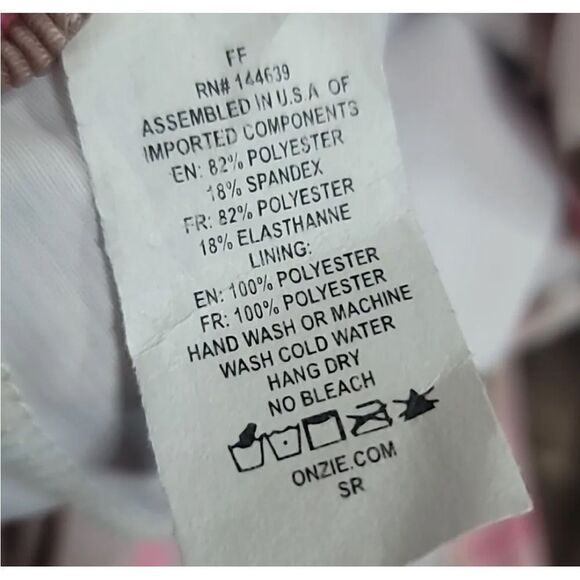 FF
RN# 144639
ASSEMBLED IN U.S.A OF
IMPORTED COMPONENTS
EN: 82% POLYESTER
18% SPANDEX
FR: 82% POLYESTER
18% ELASTHANNE
LINING:
EN: 100% POLYESTER
FR: 100% POLYESTER
HAND WASH OR MACHINE
WASH COLD WATER
HANG DRY
NO BLEACH
ONZIE.COM
SR